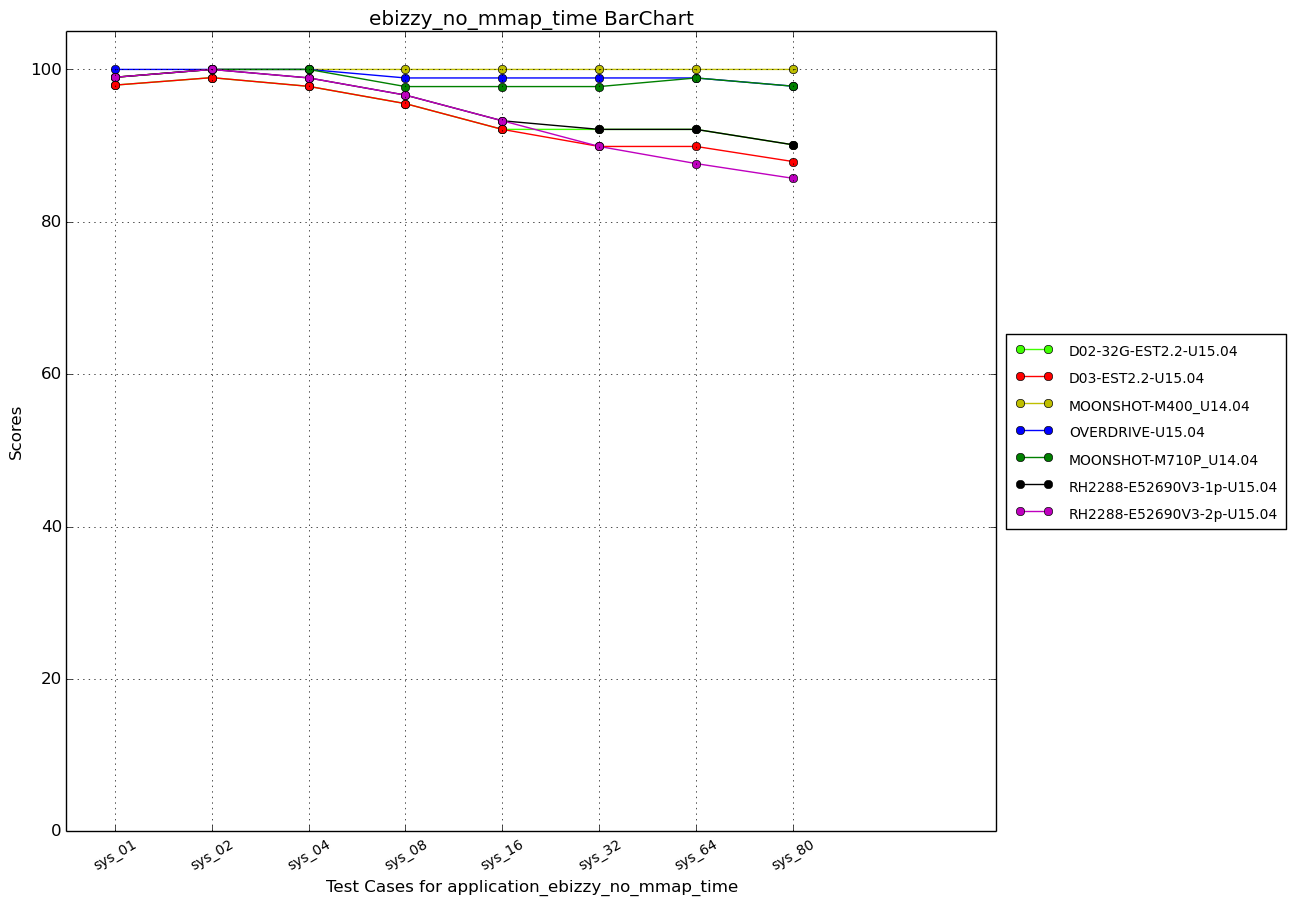 ebizzy_no_mmap_time BarChart
100
80
60
40
20
0
Scores
sys_01
sys_02
sys_04
sys_08
sys_16
sys_32
sys_64
sys_80
Test Cases for application_ebizzy_no_mmap_time
D02-32G-EST2.2-U15.04
D03-EST2.2-U15.04
MOONSHOT-M400_U14.04
OVERDRIVE-U15.04
MOONSHOT-M710P_U14.04
RH2288-E52690V3-1p-U15.04
RH2288-E52690V3-2p-U15.04